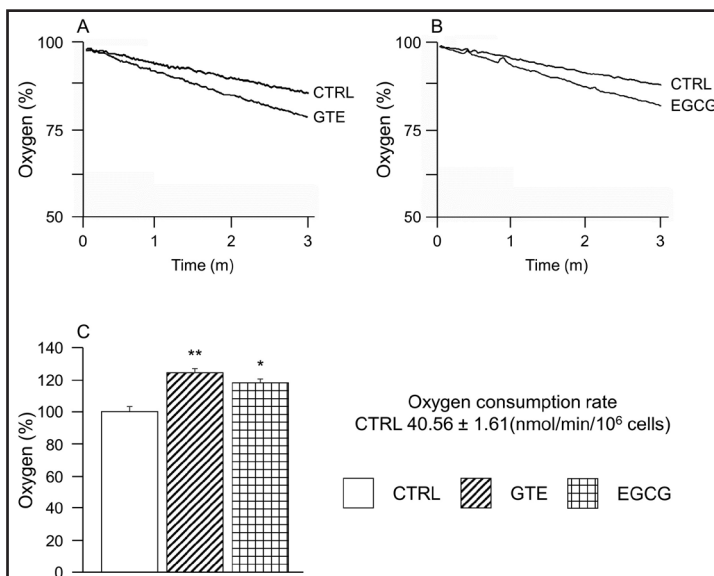 A
100
75
50
Oxygen (%)
CTRL
GTE
0 1 2 3
Time (m)
B
100
75
50
Oxygen (%)
CTRL
EGCG
0 1 2 3
Time (m)
C
140
120
100
80
60
40
20
0
Oxygen (%)
**
*
Oxygen consumption rate
CTRL 40.56 ± 1.61(nmol/min/10⁶ cells)
CTRL GTE EGCG